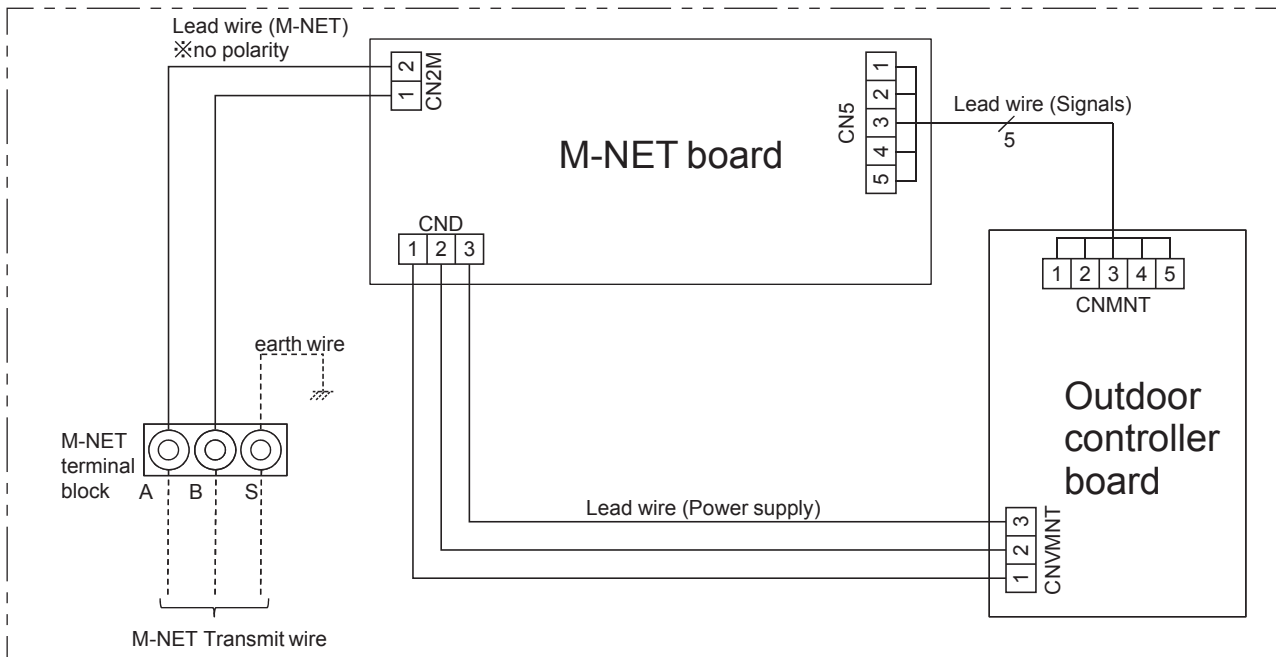 Lead wire (M-NET)
※no polarity
2
1
CN2M
M-NET board
CN5
1
2
3
4
5
Lead wire (Signals)
5
CND
1 2 3
1 2 3 4 5
CNMNT
earth wire
M-NET
terminal
block
A B S
Outdoor
controller
board
Lead wire (Power supply)
3
2
1
CNVMNT
M-NET Transmit wire